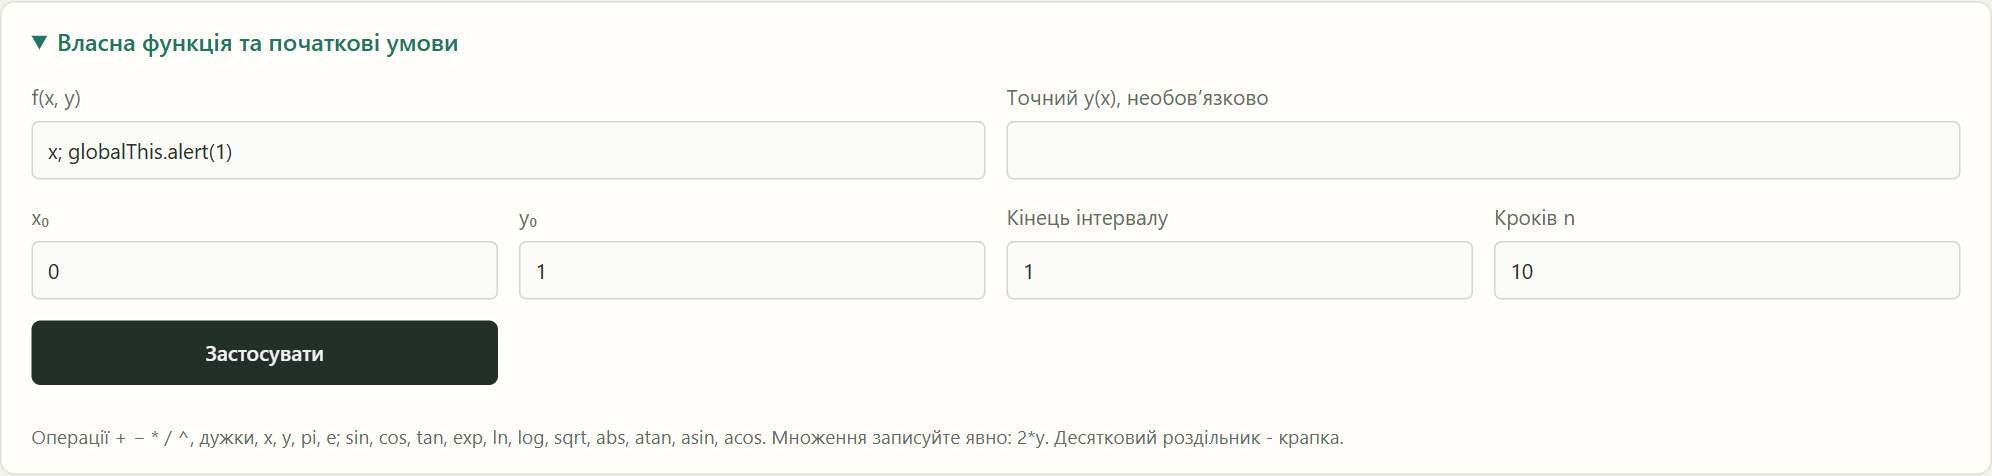 ▼ Власна функція та початкові умови
f(x, y)
Точний y(x), необов’язково
x; globalThis.alert(1)
x₀
y₀
Кінець інтервалу
Кроків n
0
1
1
10
Застосувати
Операції + − * / ^, дужки, x, y, pi, e; sin, cos, tan, exp, ln, log, sqrt, abs, atan, asin, acos. Множення записуйте явно: 2*y. Десятковий роздільник - крапка.